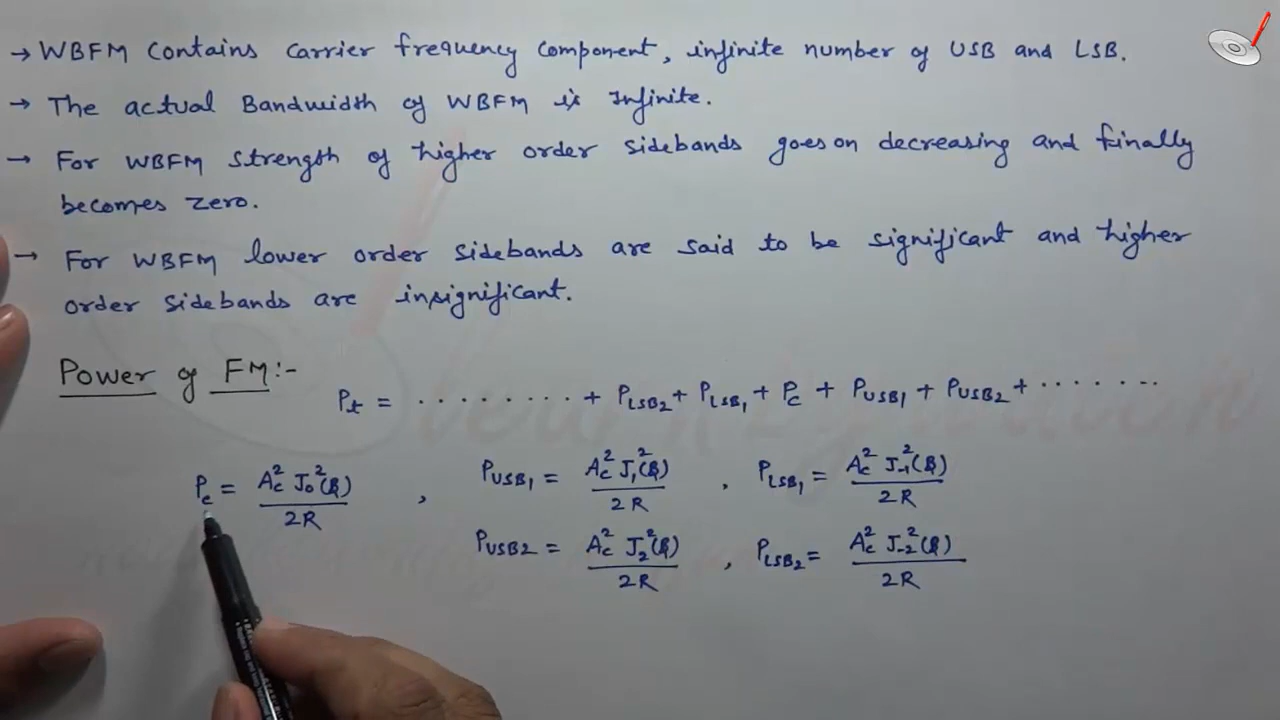 → WBFM contains carrier frequency component, infinite number of USB and LSB.
→ The actual Bandwidth of WBFM is Infinite.
→ For WBFM strength of higher order sidebands goes on decreasing and finally
becomes zero.
→ For WBFM lower order sidebands are said to be significant and higher
order sidebands are insignificant.
Power of FM:-
Pt = ········· + PLSB2 + PLSB1 + PC + PUSB1 + PUSB2 + ·······
Pc = Ac² J0²(β) / 2R , PUSB1 = Ac² J1²(β) / 2R , PLSB1 = Ac² J-1²(β) / 2R
PUSB2 = Ac² J2²(β) / 2R , PLSB2 = Ac² J-2²(β) / 2R